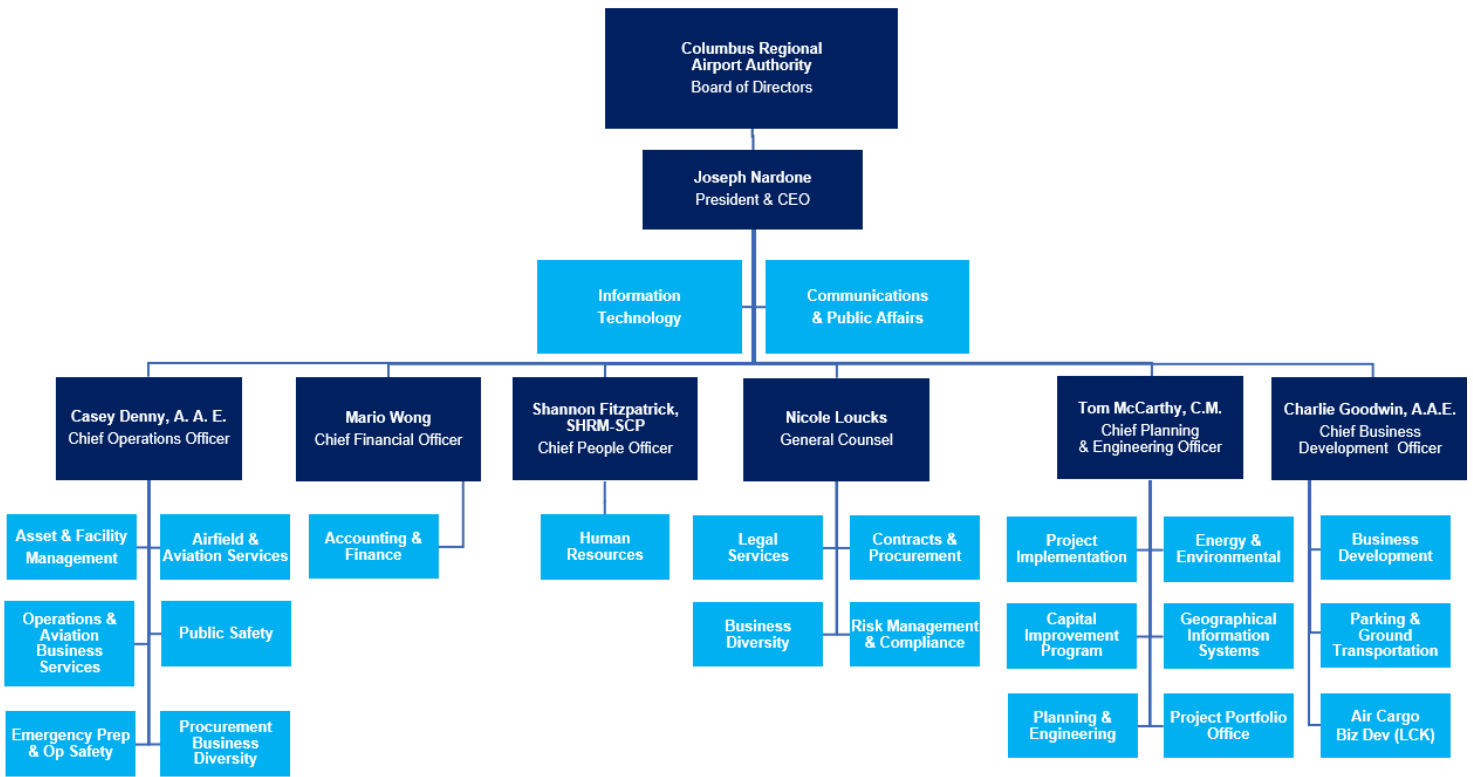 Columbus Regional
Airport Authority
Board of Directors
Joseph Nardone
President & CEO
Information
Technology
Communications
& Public Affairs
Casey Denny, A. A. E.
Chief Operations Officer
Mario Wong
Chief Financial Officer
Shannon Fitzpatrick,
SHRM-SCP
Chief People Officer
Nicole Loucks
General Counsel
Tom McCarthy, C.M.
Chief Planning
& Engineering Officer
Charlie Goodwin, A.A.E.
Chief Business
Development Officer
Asset & Facility
Management
Airfield &
Aviation Services
Operations &
Aviation
Business
Services
Public Safety
Emergency Prep
& Op Safety
Procurement
Business
Diversity
Accounting &
Finance
Human
Resources
Legal
Services
Contracts &
Procurement
Business
Diversity
Risk Management
& Compliance
Project
Implementation
Energy &
Environmental
Capital
Improvement
Program
Geographical
Information
Systems
Planning &
Engineering
Project Portfolio
Office
Business
Development
Parking &
Ground
Transportation
Air Cargo
Biz Dev (LCK)